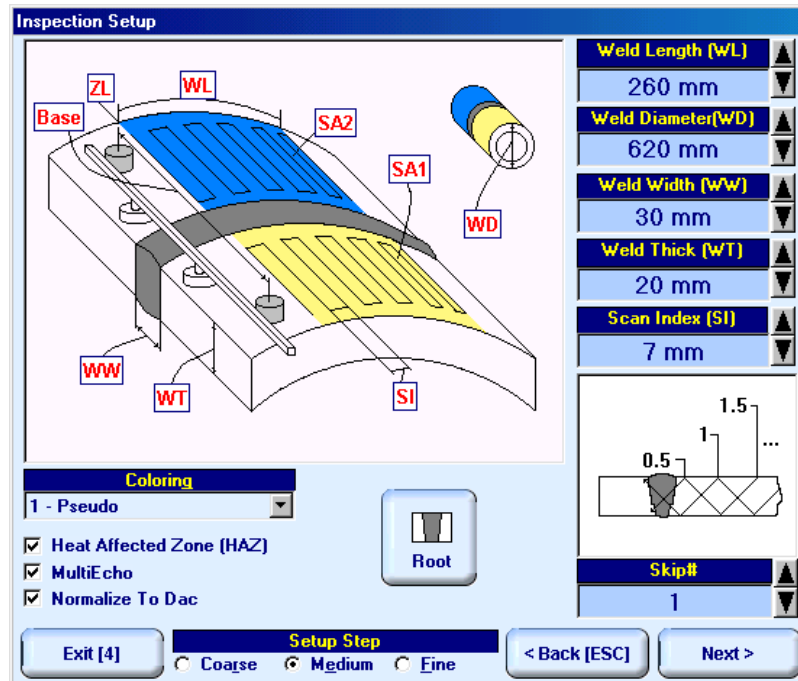 Inspection Setup
ZL
WL
Base
SA2
SA1
WD
WW
WT
SI
Weld Length (WL)
260 mm
Weld Diameter(WD)
620 mm
Weld Width (WW)
30 mm
Weld Thick (WT)
20 mm
Scan Index (SI)
7 mm
1.5
1
...
0.5
Skip#
1
Coloring
1 - Pseudo
Heat Affected Zone (HAZ)
MultiEcho
Normalize To Dac
Root
Exit [4]
Setup Step
Coarse Medium Fine
< Back [ESC]
Next >